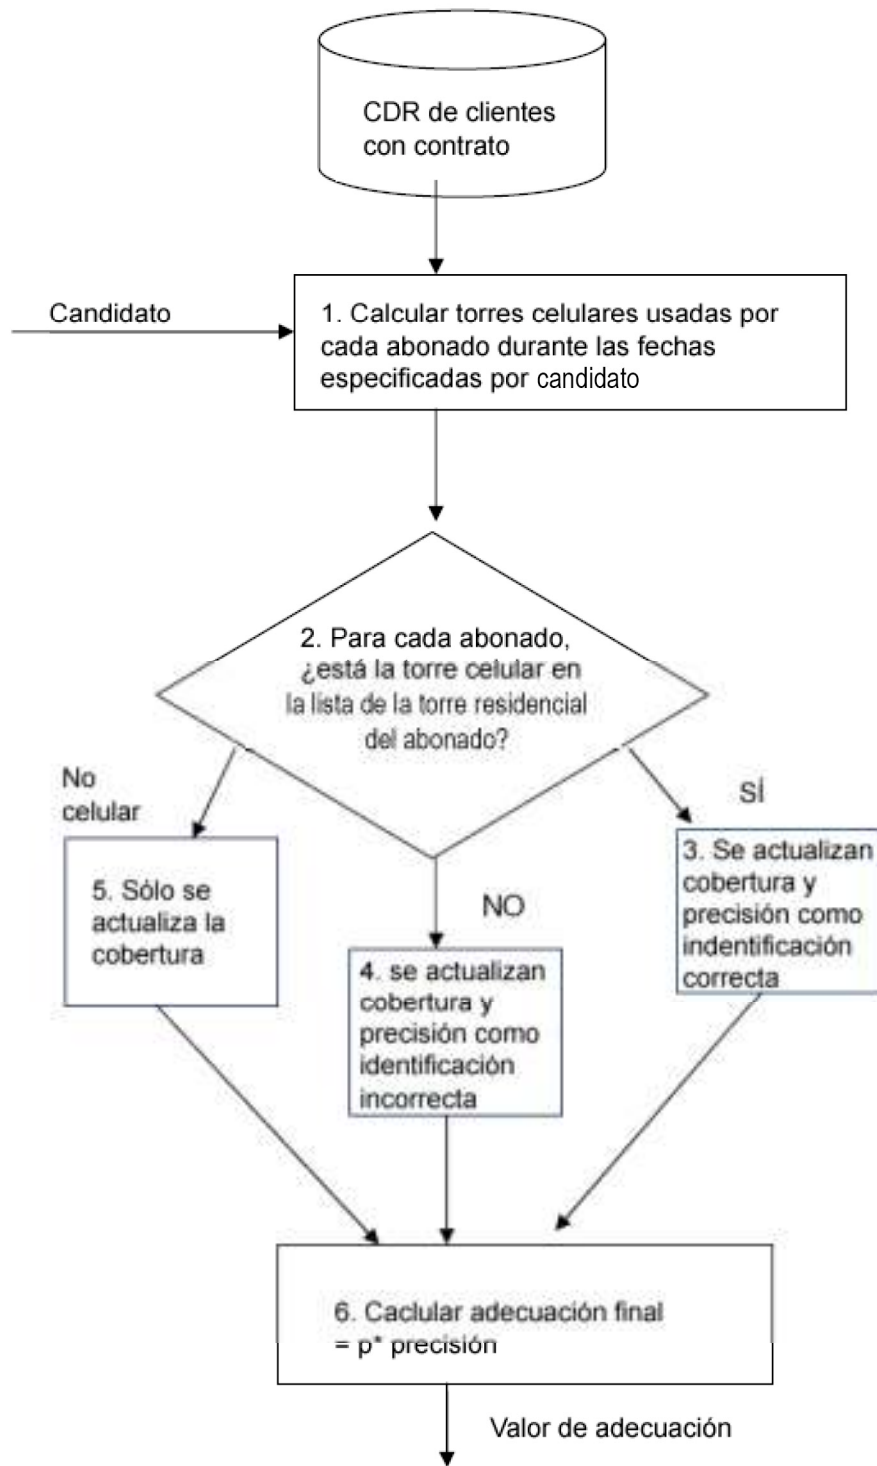 CDR de clientes
con contrato
Candidato
1. Calcular torres celulares usadas por
cada abonado durante las fechas
especificadas por candidato
2. Para cada abonado,
¿está la torre celular en
la lista de la torre residencial
del abonado?
No
celular
SÍ
NO
5. Sólo se
actualiza la
cobertura
4. se actualizan
cobertura y
precisión como
identificación
incorrecta
3. Se actualizan
cobertura y
precisión como
indentificación
correcta
6. Caclular adecuación final
= p* precisión
Valor de adecuación